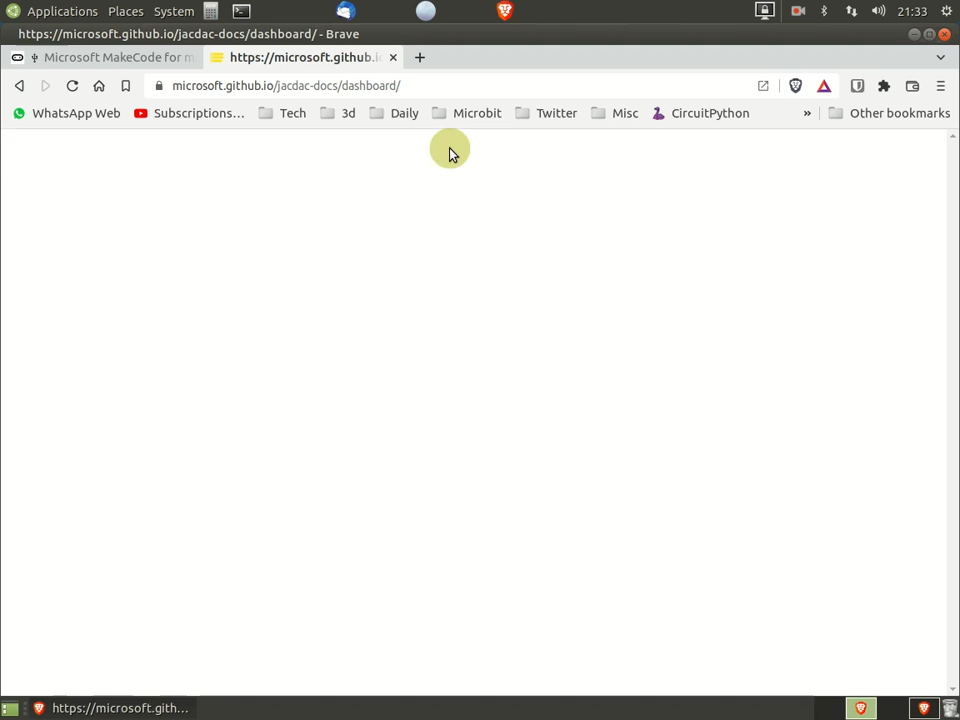 Applications Places System 21:33
https://microsoft.github.io/jacdac-docs/dashboard/ - Brave
Microsoft MakeCode for m https://microsoft.github.i
microsoft.github.io/jacdac-docs/dashboard/
WhatsApp Web Subscriptions... Tech 3d Daily Microbit Twitter Misc CircuitPython » Other bookmarks
https://microsoft.gith...